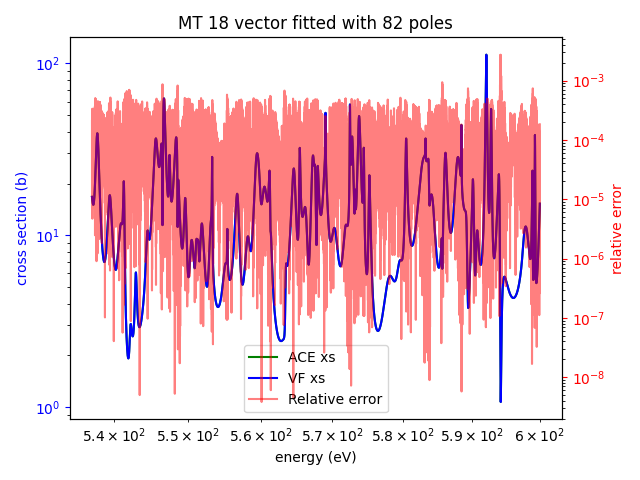 MT 18 vector fitted with 82 poles
cross section (b)
10²
10¹
10⁰
10⁻³
10⁻⁴
10⁻⁵
10⁻⁶
10⁻⁷
10⁻⁸
relative error
ACE xs
VF xs
Relative error
5.4 × 10² 5.5 × 10² 5.6 × 10² 5.7 × 10² 5.8 × 10² 5.9 × 10² 6 × 10²
energy (eV)